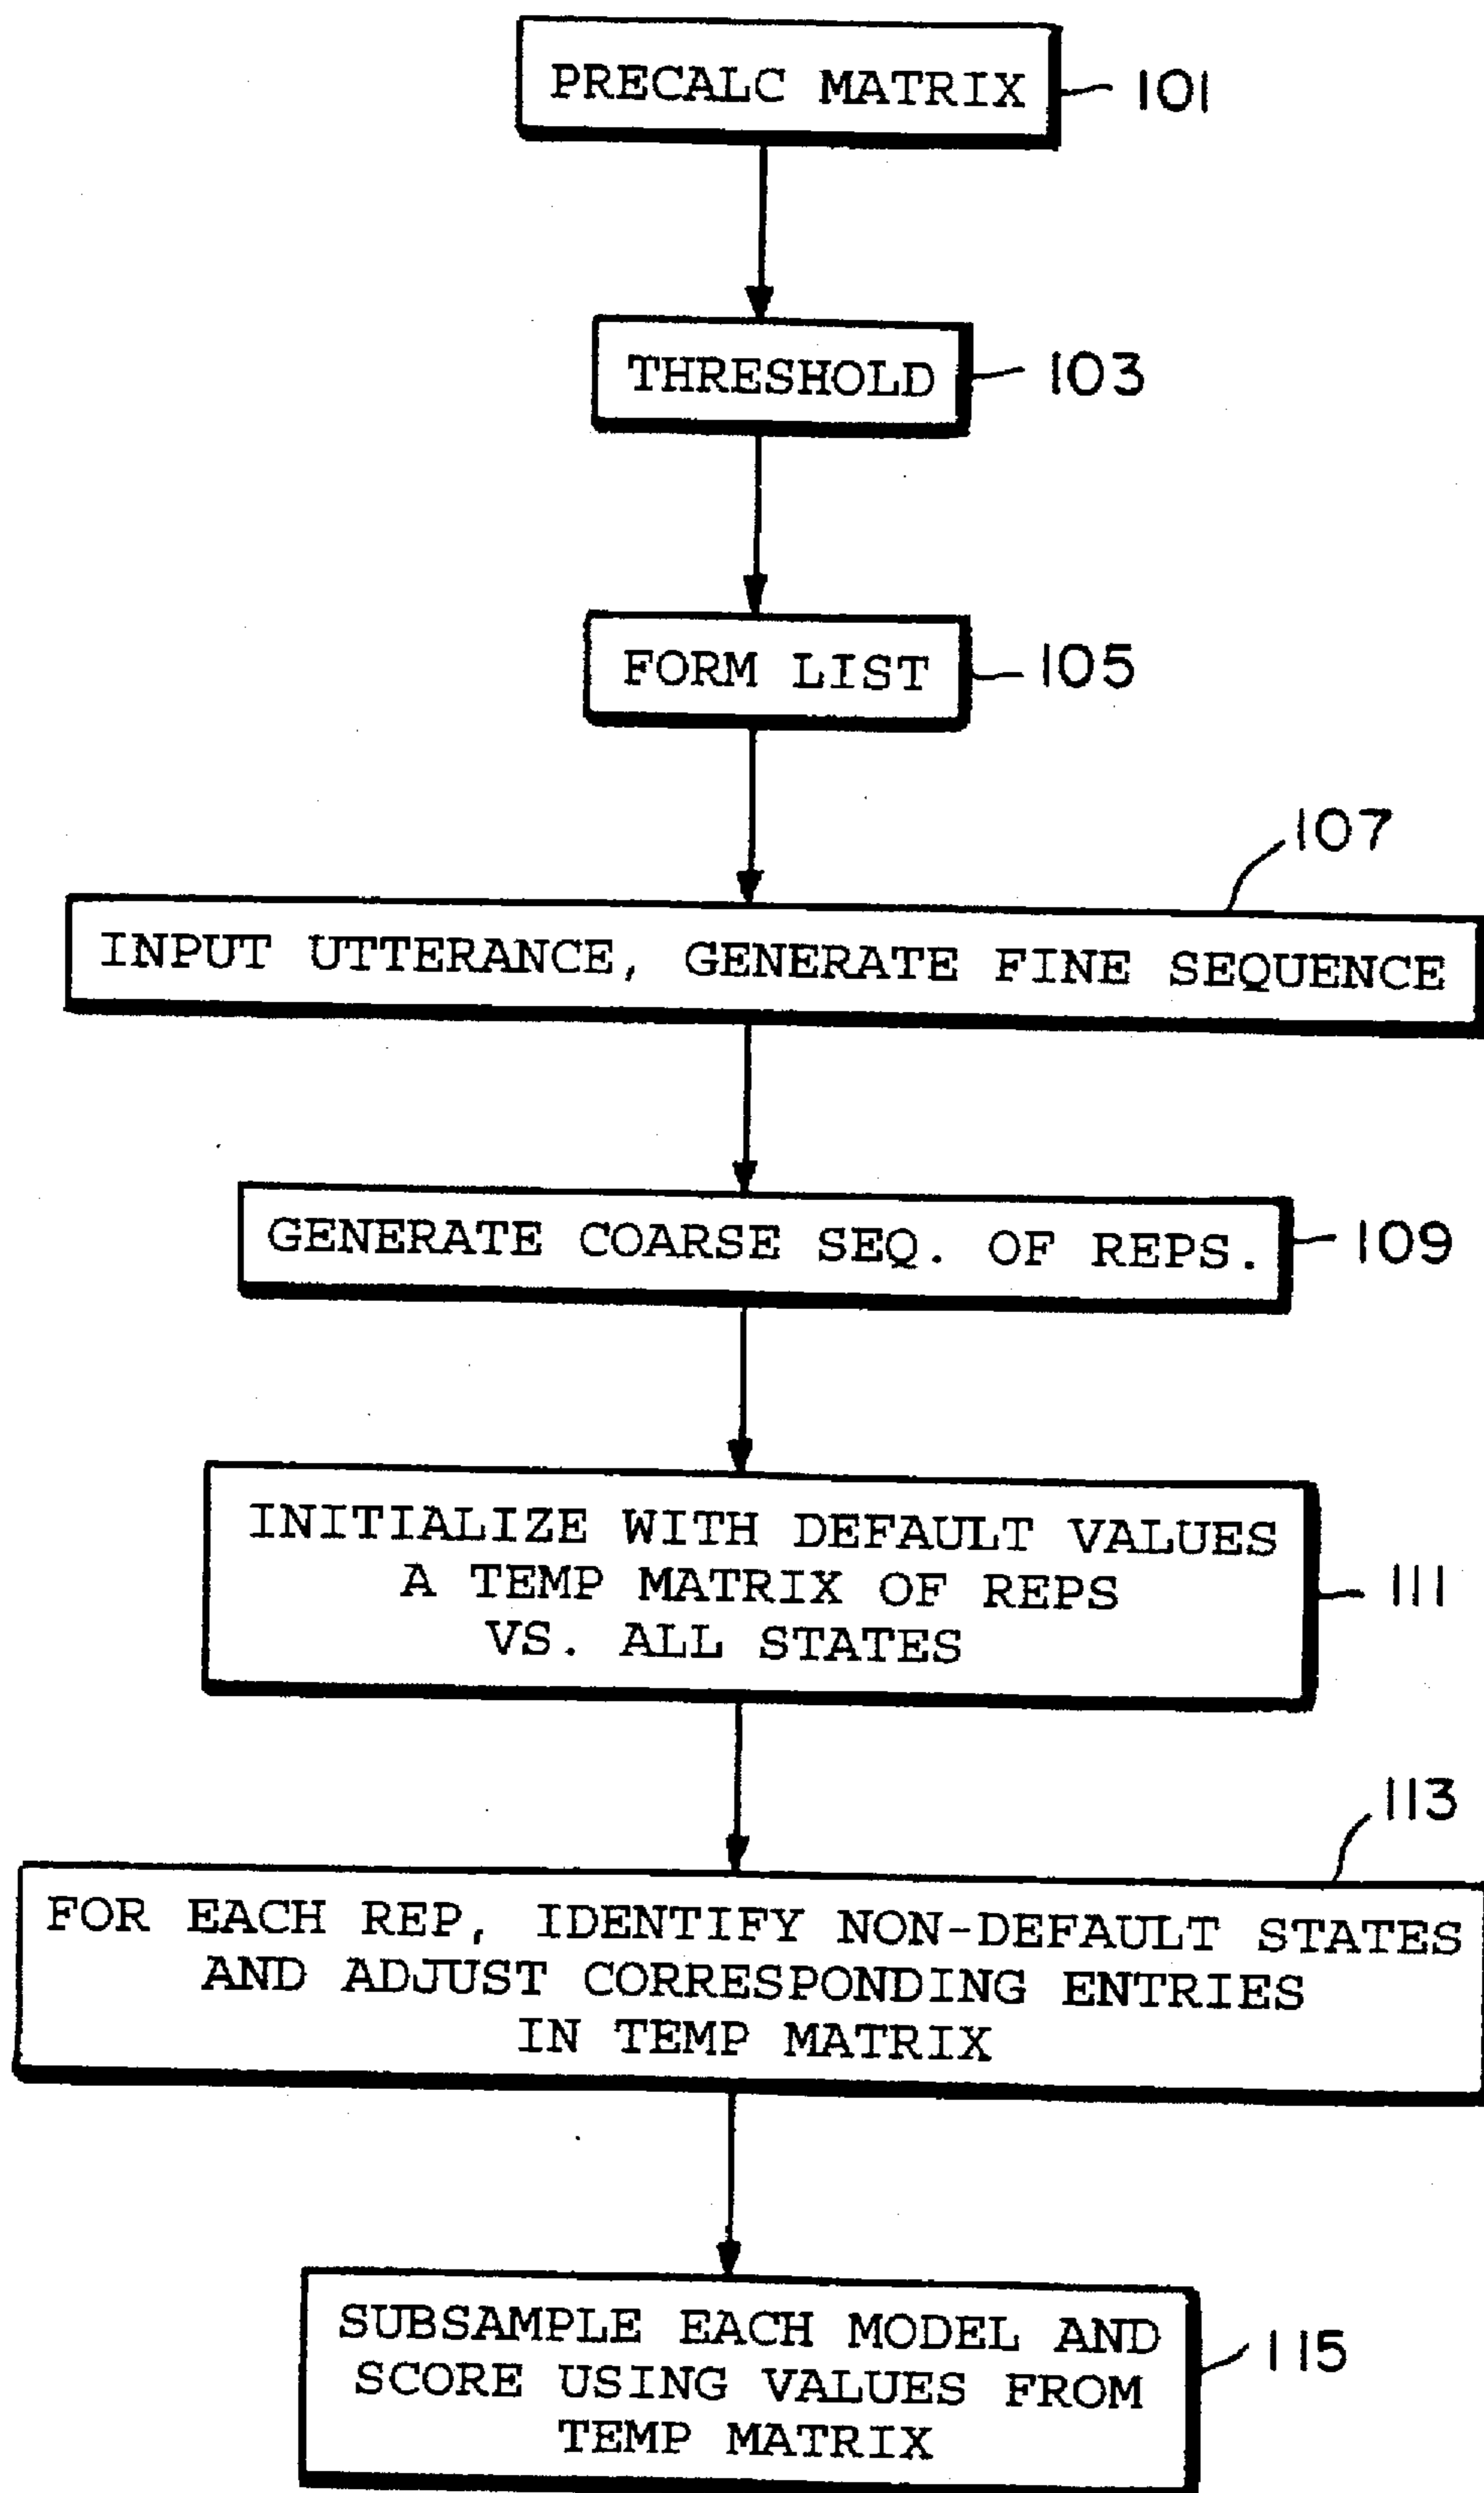 PRECALC MATRIX
101
THRESHOLD
103
FORM LIST
105
107
INPUT UTTERANCE, GENERATE FINE SEQUENCE
GENERATE COARSE SEQ. OF REPS.
109
INITIALIZE WITH DEFAULT VALUES
A TEMP MATRIX OF REPS
VS. ALL STATES
111
113
FOR EACH REP, IDENTIFY NON-DEFAULT STATES
AND ADJUST CORRESPONDING ENTRIES
IN TEMP MATRIX
SUBSAMPLE EACH MODEL AND
SCORE USING VALUES FROM
TEMP MATRIX
115